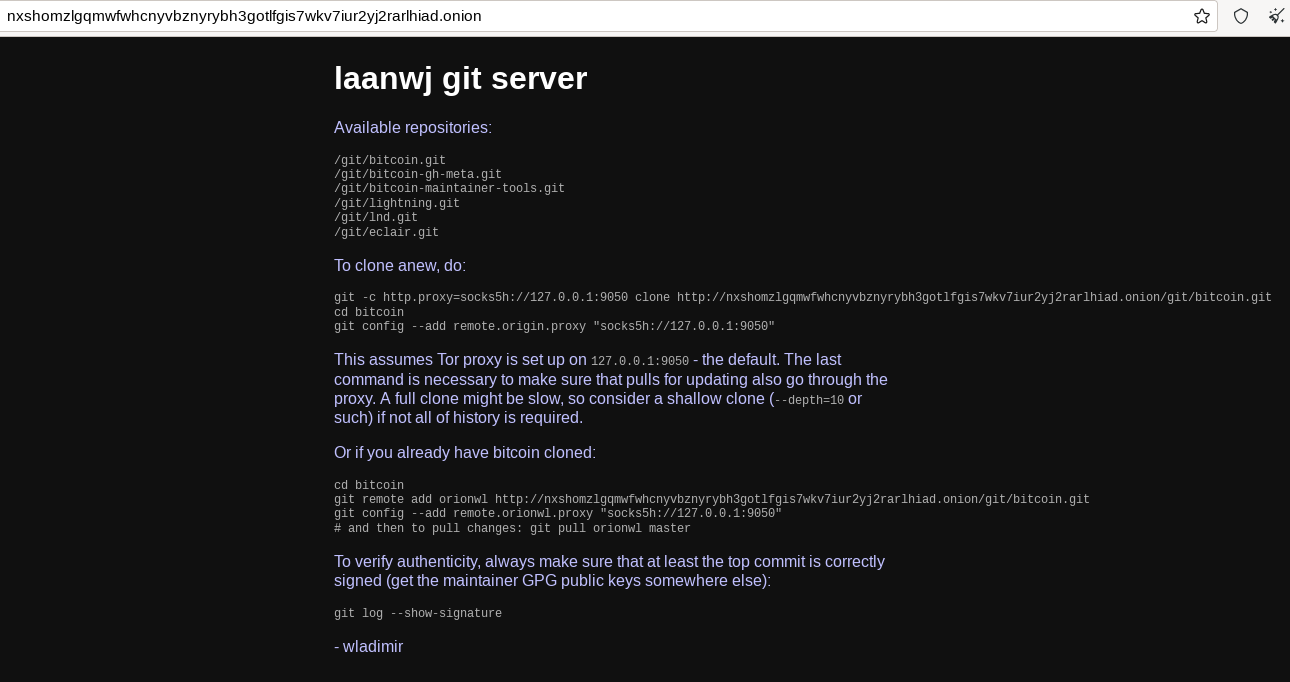 nxshomzlgqmwfwhcnyvbznyrybh3gotlfgis7wkv7iur2yj2rarlhiad.onion
laanwj git server
Available repositories:
/git/bitcoin.git
/git/bitcoin-gh-meta.git
/git/bitcoin-maintainer-tools.git
/git/lightning.git
/git/lnd.git
/git/eclair.git
To clone anew, do:
git -c http.proxy=socks5h://127.0.0.1:9050 clone http://nxshomzlgqmwfwhcnyvbznyrybh3gotlfgis7wkv7iur2yj2rarlhiad.onion/git/bitcoin.git
cd bitcoin
git config --add remote.origin.proxy "socks5h://127.0.0.1:9050"
This assumes Tor proxy is set up on 127.0.0.1:9050 - the default. The last
command is necessary to make sure that pulls for updating also go through the
proxy. A full clone might be slow, so consider a shallow clone (--depth=10 or
such) if not all of history is required.
Or if you already have bitcoin cloned:
cd bitcoin
git remote add orionwl http://nxshomzlgqmwfwhcnyvbznyrybh3gotlfgis7wkv7iur2yj2rarlhiad.onion/git/bitcoin.git
git config --add remote.orionwl.proxy "socks5h://127.0.0.1:9050"
# and then to pull changes: git pull orionwl master
To verify authenticity, always make sure that at least the top commit is correctly
signed (get the maintainer GPG public keys somewhere else):
git log --show-signature
- wladimir